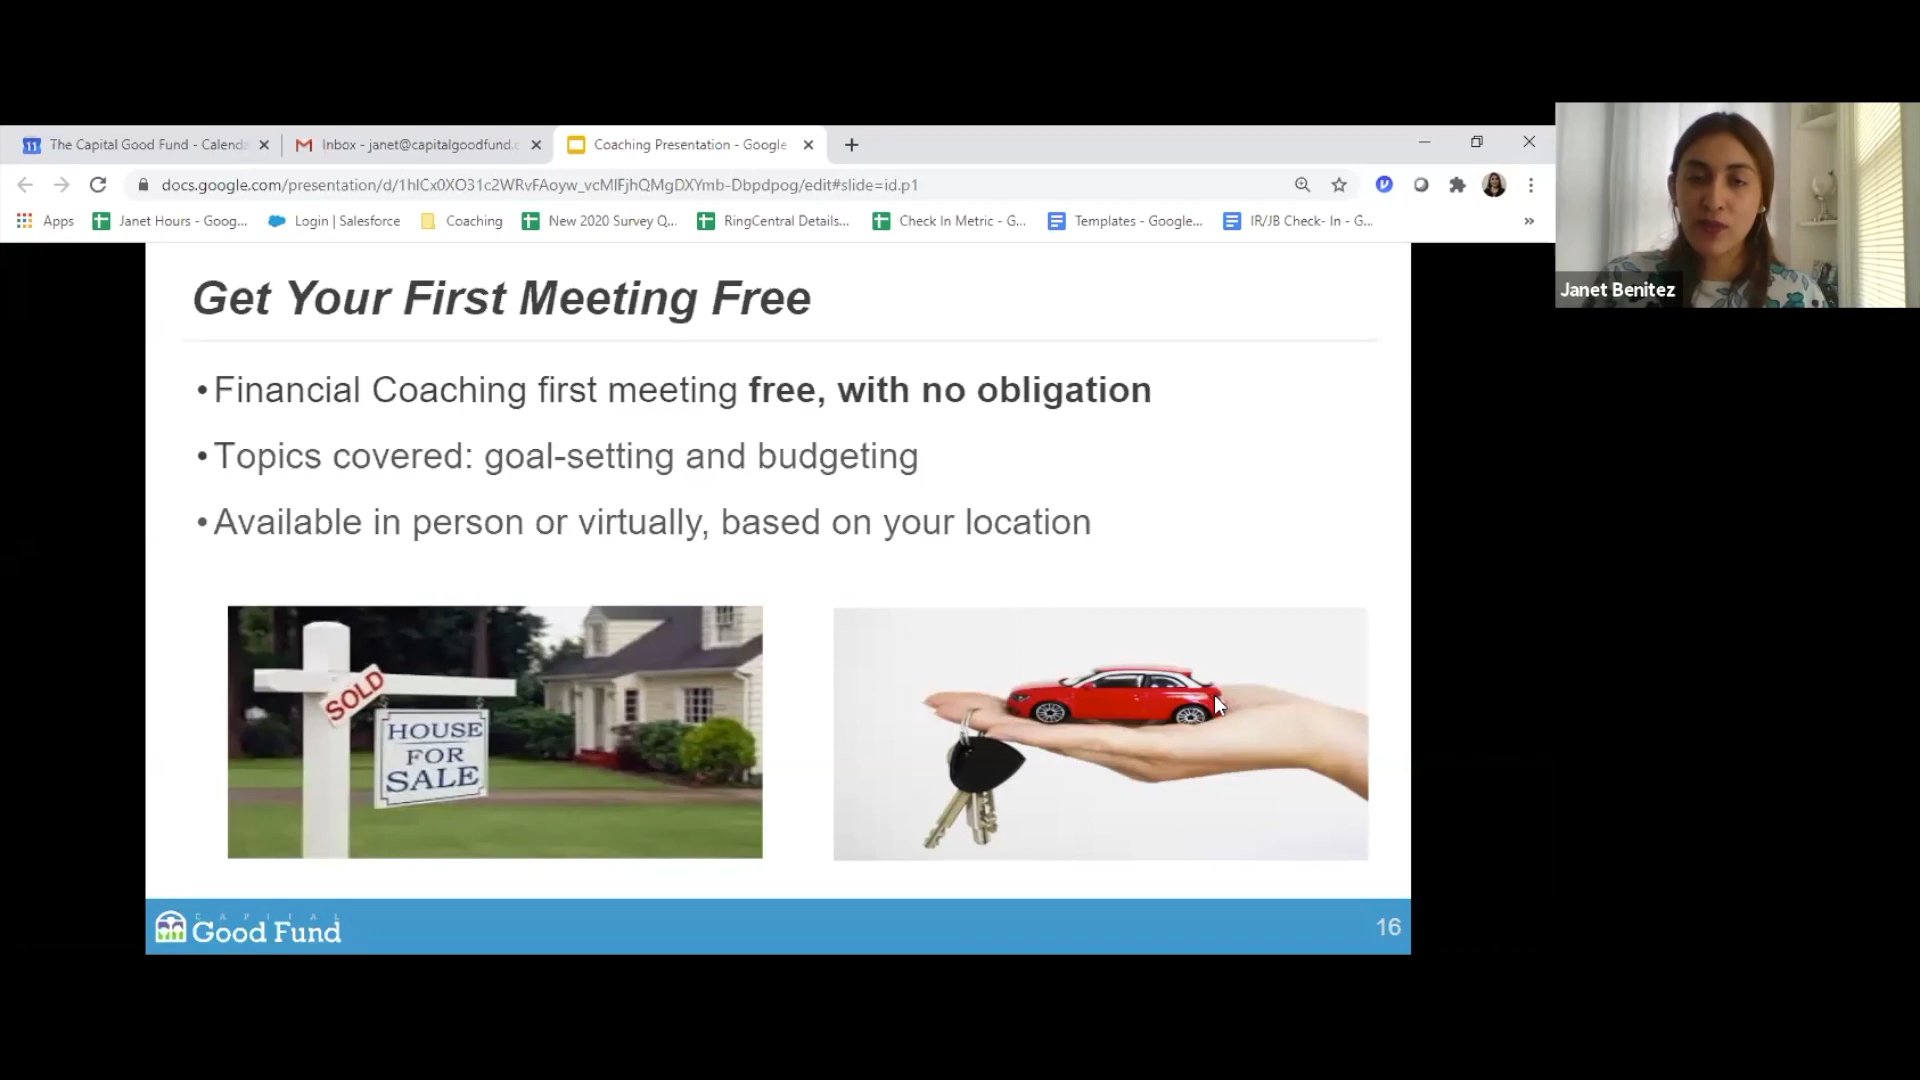 The Capital Good Fund - Calend
Inbox - janet@capitalgoodfund.c
Coaching Presentation - Google
docs.google.com/presentation/d/1hlCx0XO31c2WRvFAoyw_vcMlFjhQMgDXYmb-Dbpdpog/edit#slide=id.p1
Apps
Janet Hours - Goog...
Login | Salesforce
Coaching
New 2020 Survey Q...
RingCentral Details...
Check In Metric - G...
Templates - Google...
IR/JB Check- In - G...
»
Janet Benitez
Get Your First Meeting Free
• Financial Coaching first meeting free, with no obligation
• Topics covered: goal-setting and budgeting
• Available in person or virtually, based on your location
SOLD
HOUSE
FOR
SALE
CAPITAL
Good Fund
16